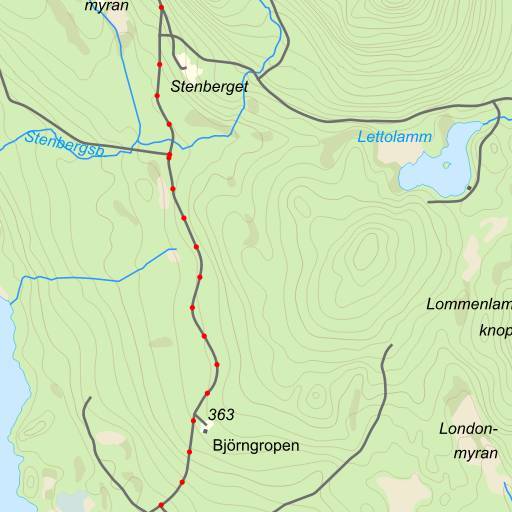 myran
Stenberget
Stenbergsb
Lettolamm
Lommenlam
knop
363
Björngropen
London-
myran